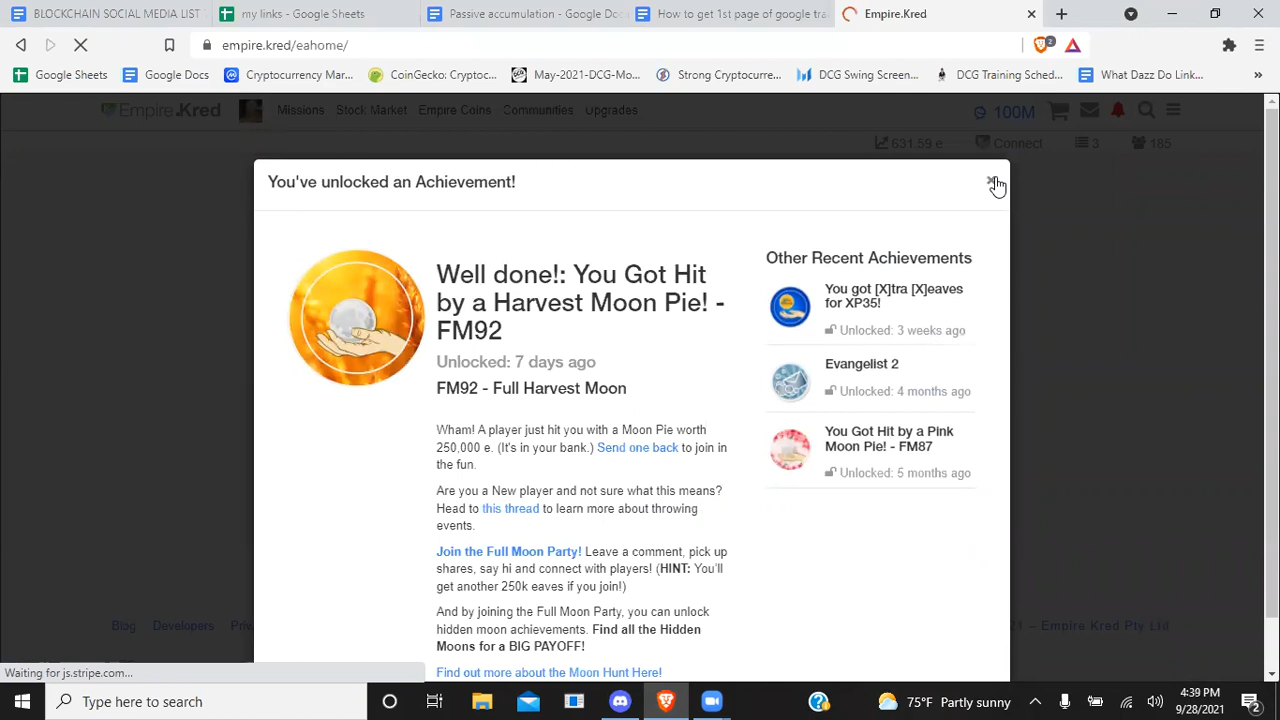 BLOCKCHAIN SOCIAL MEDIA LIST
my links - Google Sheets
Passive accumulation - Google Doc
How to get 1st page of google tra
Empire.Kred
empire.kred/eahome/
2
Google Sheets
Google Docs
Cryptocurrency Mar...
CoinGecko: Cryptoc...
May-2021-DCG-Mo...
Strong Cryptocurre...
DCG Swing Screen...
DCG Training Sched...
What Dazz Do Link...
»
Empire.Kred
Missions
Stock Market
Empire Coins
Communities
Upgrades
100M
631.59 e
Connect
3
185
You've unlocked an Achievement!
Well done!: You Got Hit
by a Harvest Moon Pie! -
FM92
Unlocked: 7 days ago
FM92 - Full Harvest Moon
Wham! A player just hit you with a Moon Pie worth
250,000 e. (It's in your bank.) Send one back to join in
the fun.
Are you a New player and not sure what this means?
Head to this thread to learn more about throwing
events.
Join the Full Moon Party! Leave a comment, pick up
shares, say hi and connect with players! (HINT: You'll
get another 250k eaves if you join!)
And by joining the Full Moon Party, you can unlock
hidden moon achievements. Find all the Hidden
Moons for a BIG PAYOFF!
Find out more about the Moon Hunt Here!
Other Recent Achievements
You got [X]tra [X]eaves
for XP35!
Unlocked: 3 weeks ago
Evangelist 2
Unlocked: 4 months ago
You Got Hit by a Pink
Moon Pie! - FM87
Unlocked: 5 months ago
Blog
Developers
Priv
21 – Empire Kred Pty Ltd
Waiting for js.stripe.com...
Type here to search
75°F Partly sunny
4:39 PM
9/28/2021
2